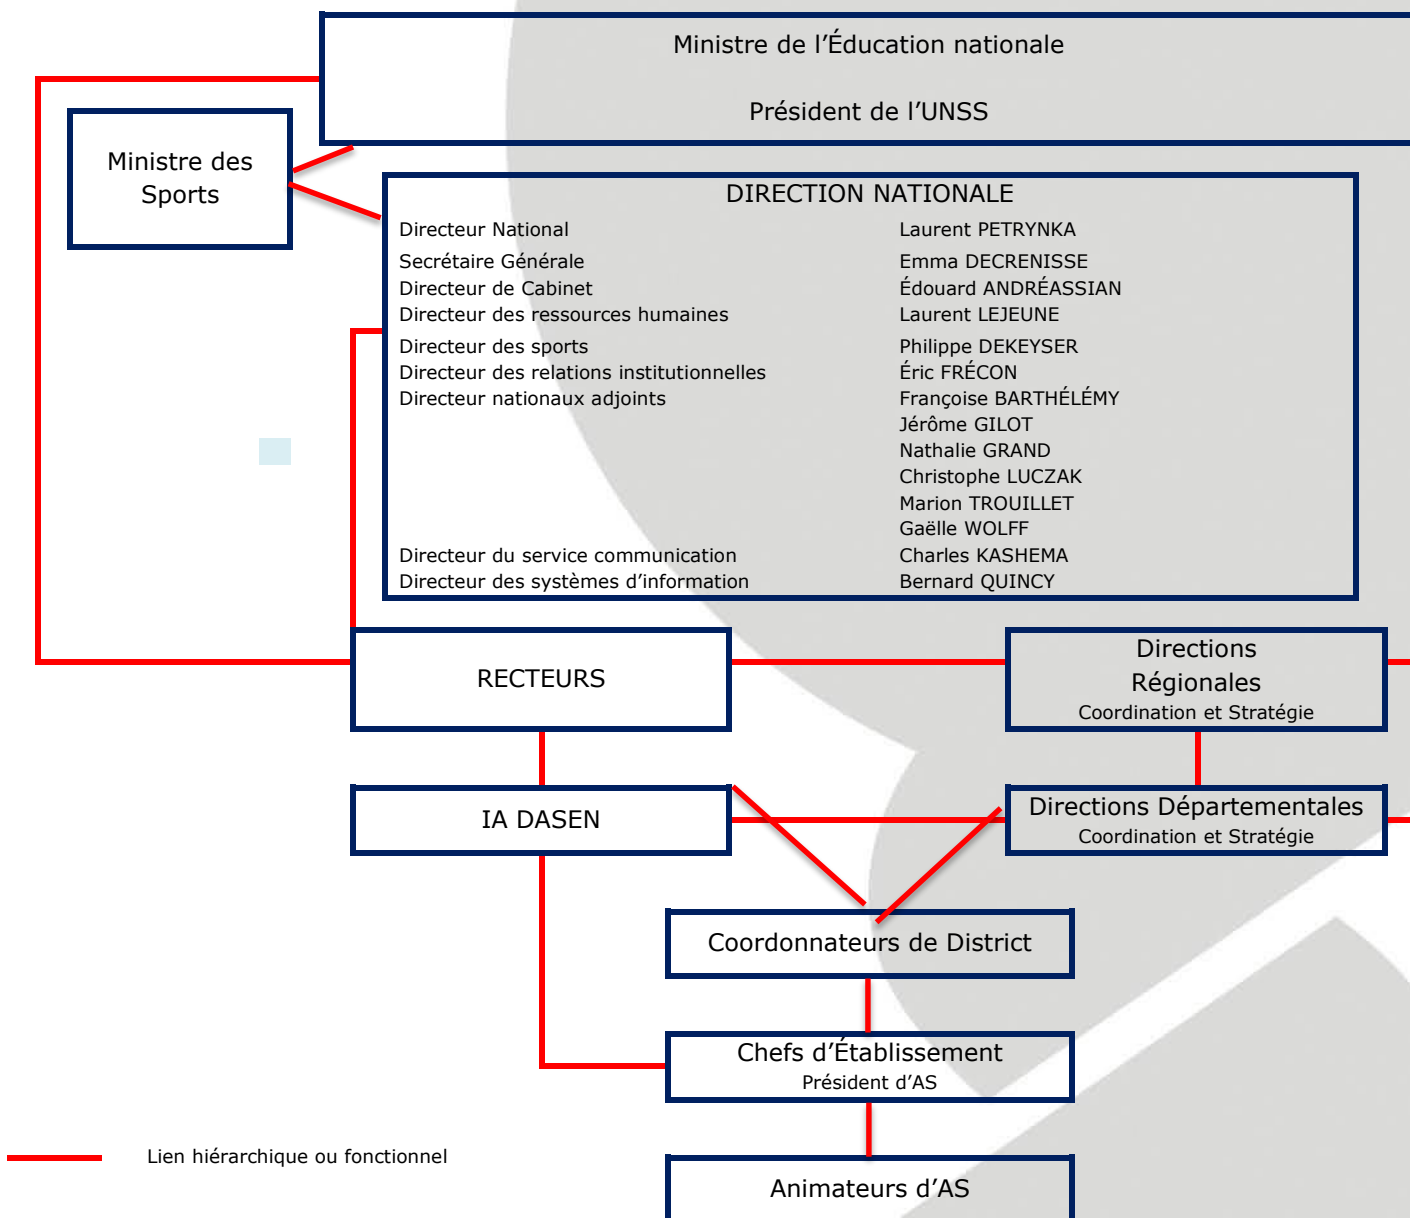 Ministre de l’Éducation nationale
Président de l’UNSS
Ministre des
Sports
DIRECTION NATIONALE
Directeur National Laurent PETRYNKA
Secrétaire Générale Emma DECRENISSE
Directeur de Cabinet Édouard ANDRÉASSIAN
Directeur des ressources humaines Laurent LEJEUNE
Directeur des sports Philippe DEKEYSER
Directeur des relations institutionnelles Éric FRÉCON
Directeur nationaux adjoints Françoise BARTHÉLÉMY
Jérôme GILOT
Nathalie GRAND
Christophe LUCZAK
Marion TROUILLET
Gaëlle WOLFF
Directeur du service communication Charles KASHEMA
Directeur des systèmes d’information Bernard QUINCY
RECTEURS
Directions
Régionales
Coordination et Stratégie
IA DASEN
Directions Départementales
Coordination et Stratégie
Coordonnateurs de District
Chefs d’Établissement
Président d’AS
Lien hiérarchique ou fonctionnel
Animateurs d’AS